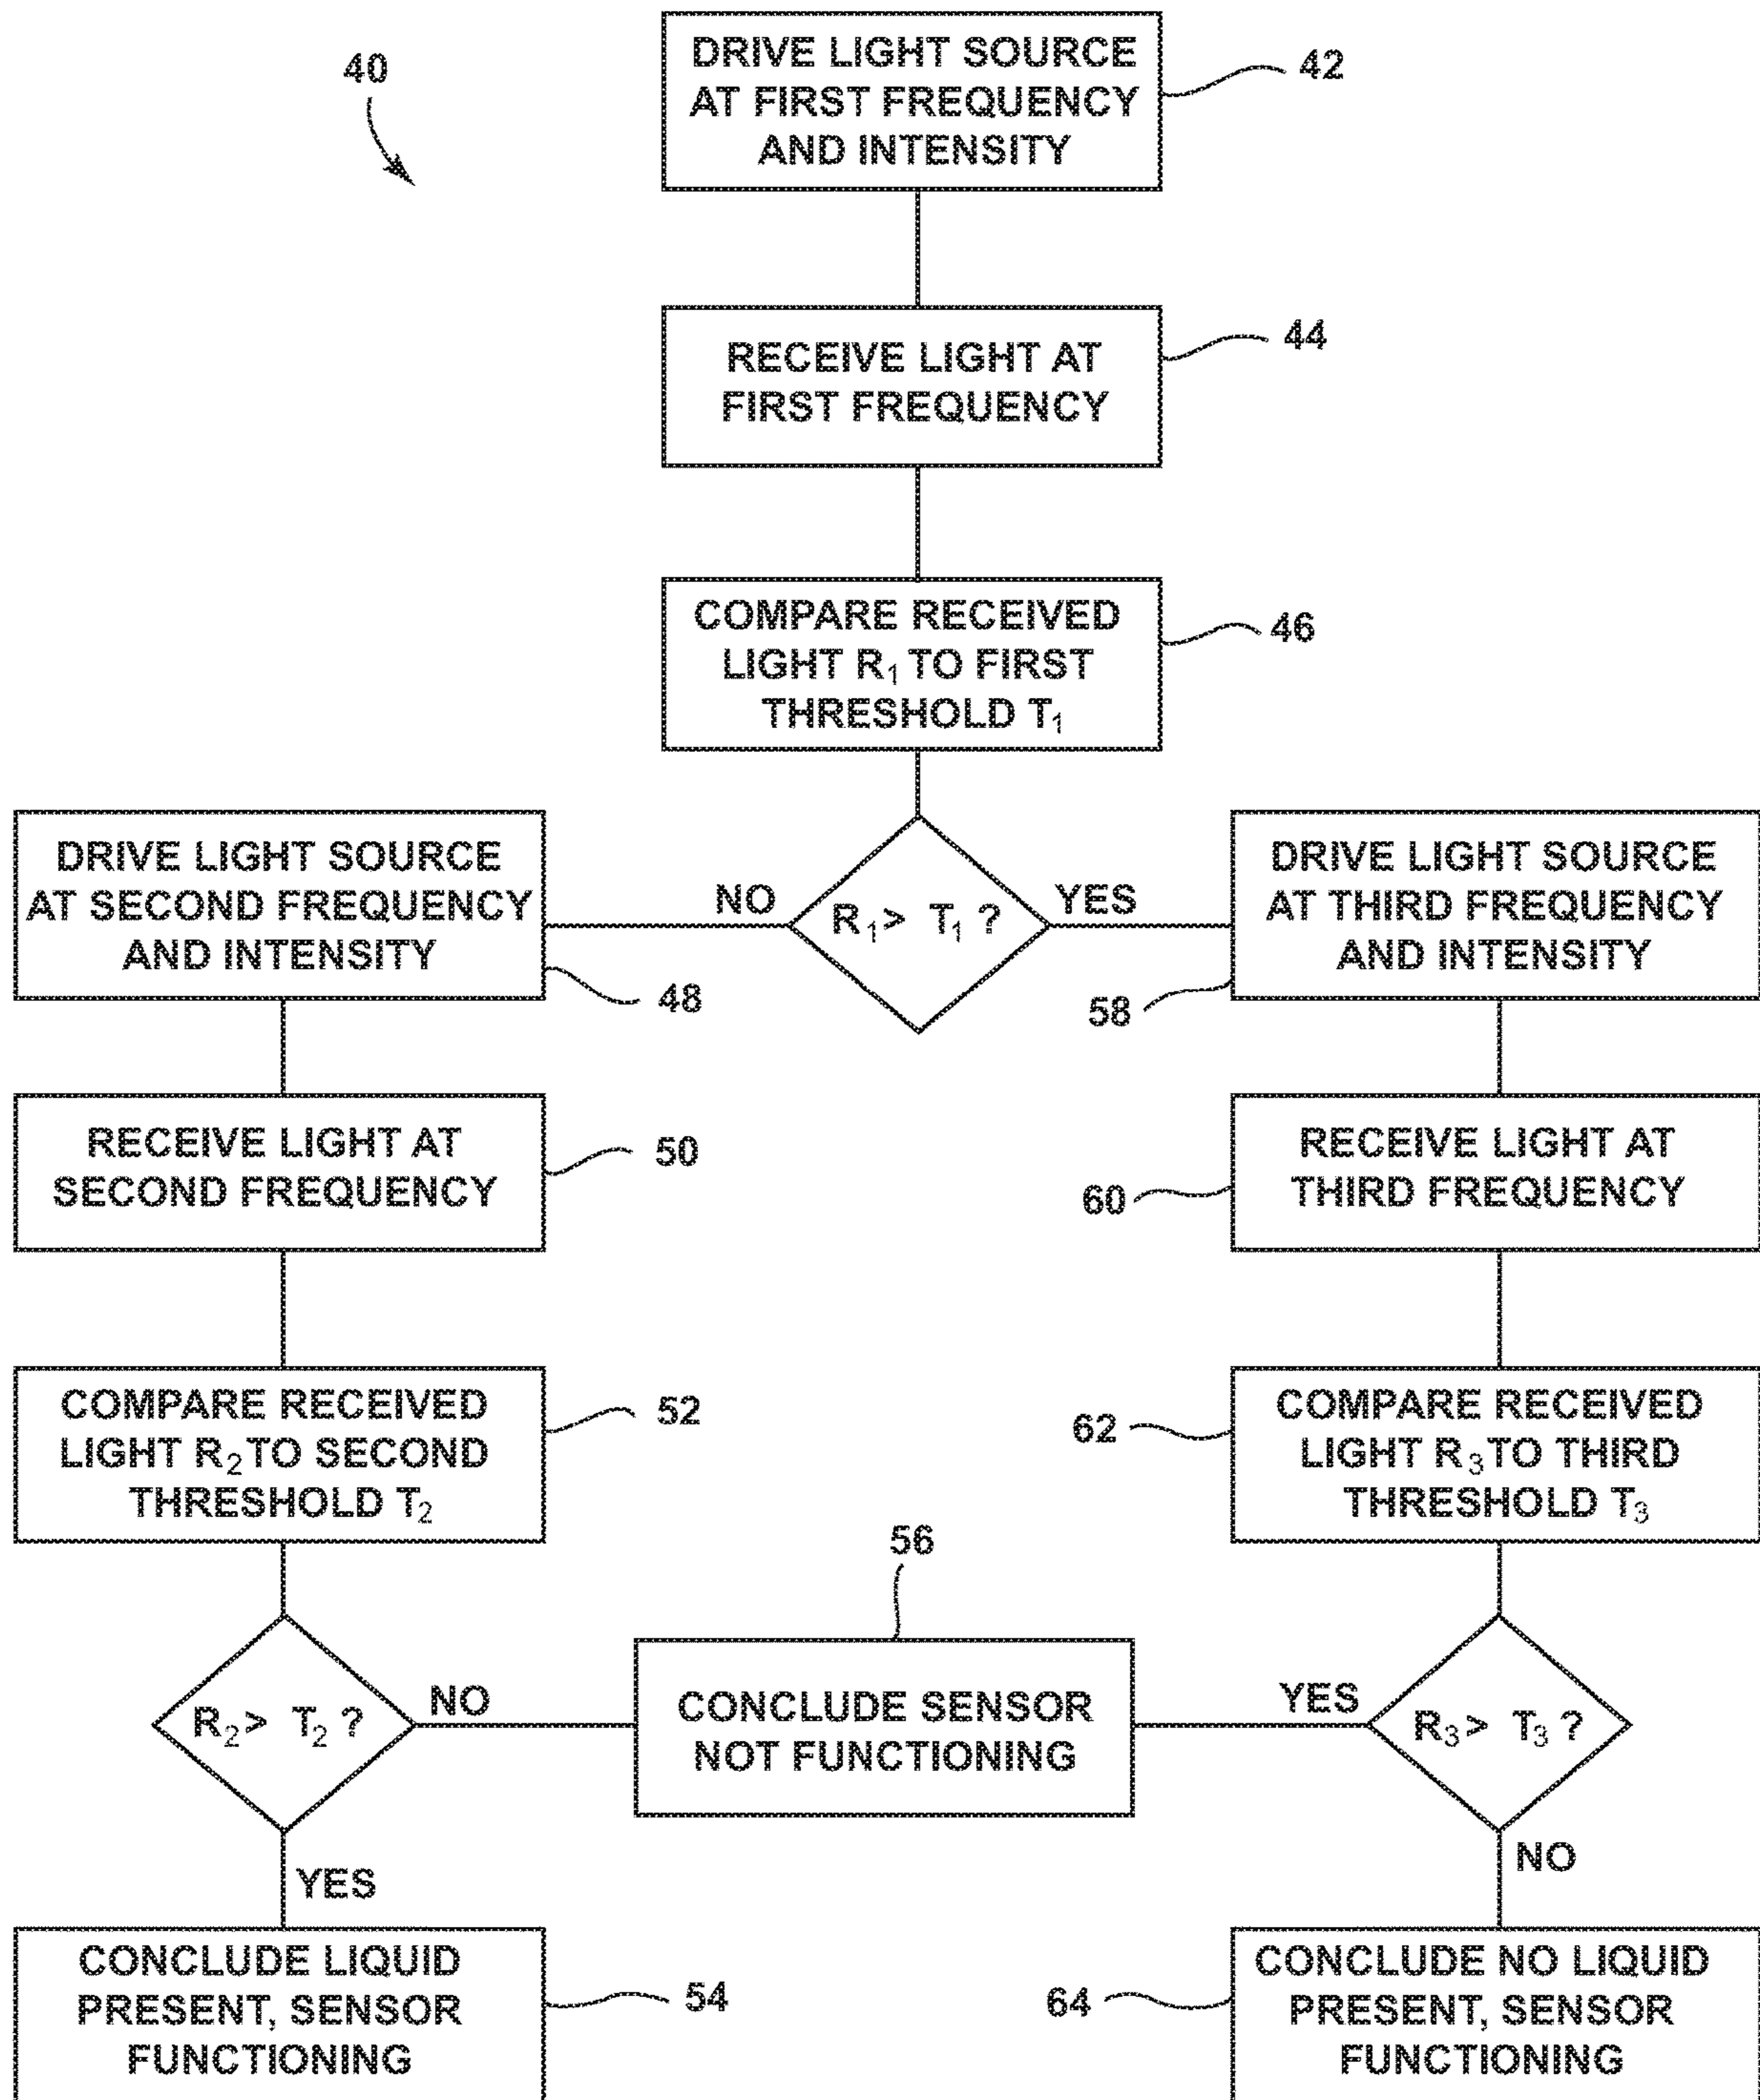 40
DRIVE LIGHT SOURCE
AT FIRST FREQUENCY
AND INTENSITY
42
RECEIVE LIGHT AT
FIRST FREQUENCY
44
COMPARE RECEIVED
LIGHT R₁ TO FIRST
THRESHOLD T₁
46
R₁ > T₁ ?
NO
YES
DRIVE LIGHT SOURCE
AT SECOND FREQUENCY
AND INTENSITY
48
RECEIVE LIGHT AT
SECOND FREQUENCY
50
COMPARE RECEIVED
LIGHT R₂ TO SECOND
THRESHOLD T₂
52
R₂ > T₂ ?
NO
YES
CONCLUDE LIQUID
PRESENT, SENSOR
FUNCTIONING
54
56
CONCLUDE SENSOR
NOT FUNCTIONING
DRIVE LIGHT SOURCE
AT THIRD FREQUENCY
AND INTENSITY
58
RECEIVE LIGHT AT
THIRD FREQUENCY
60
COMPARE RECEIVED
LIGHT R₃ TO THIRD
THRESHOLD T₃
62
R₃ > T₃ ?
YES
NO
CONCLUDE NO LIQUID
PRESENT, SENSOR
FUNCTIONING
64